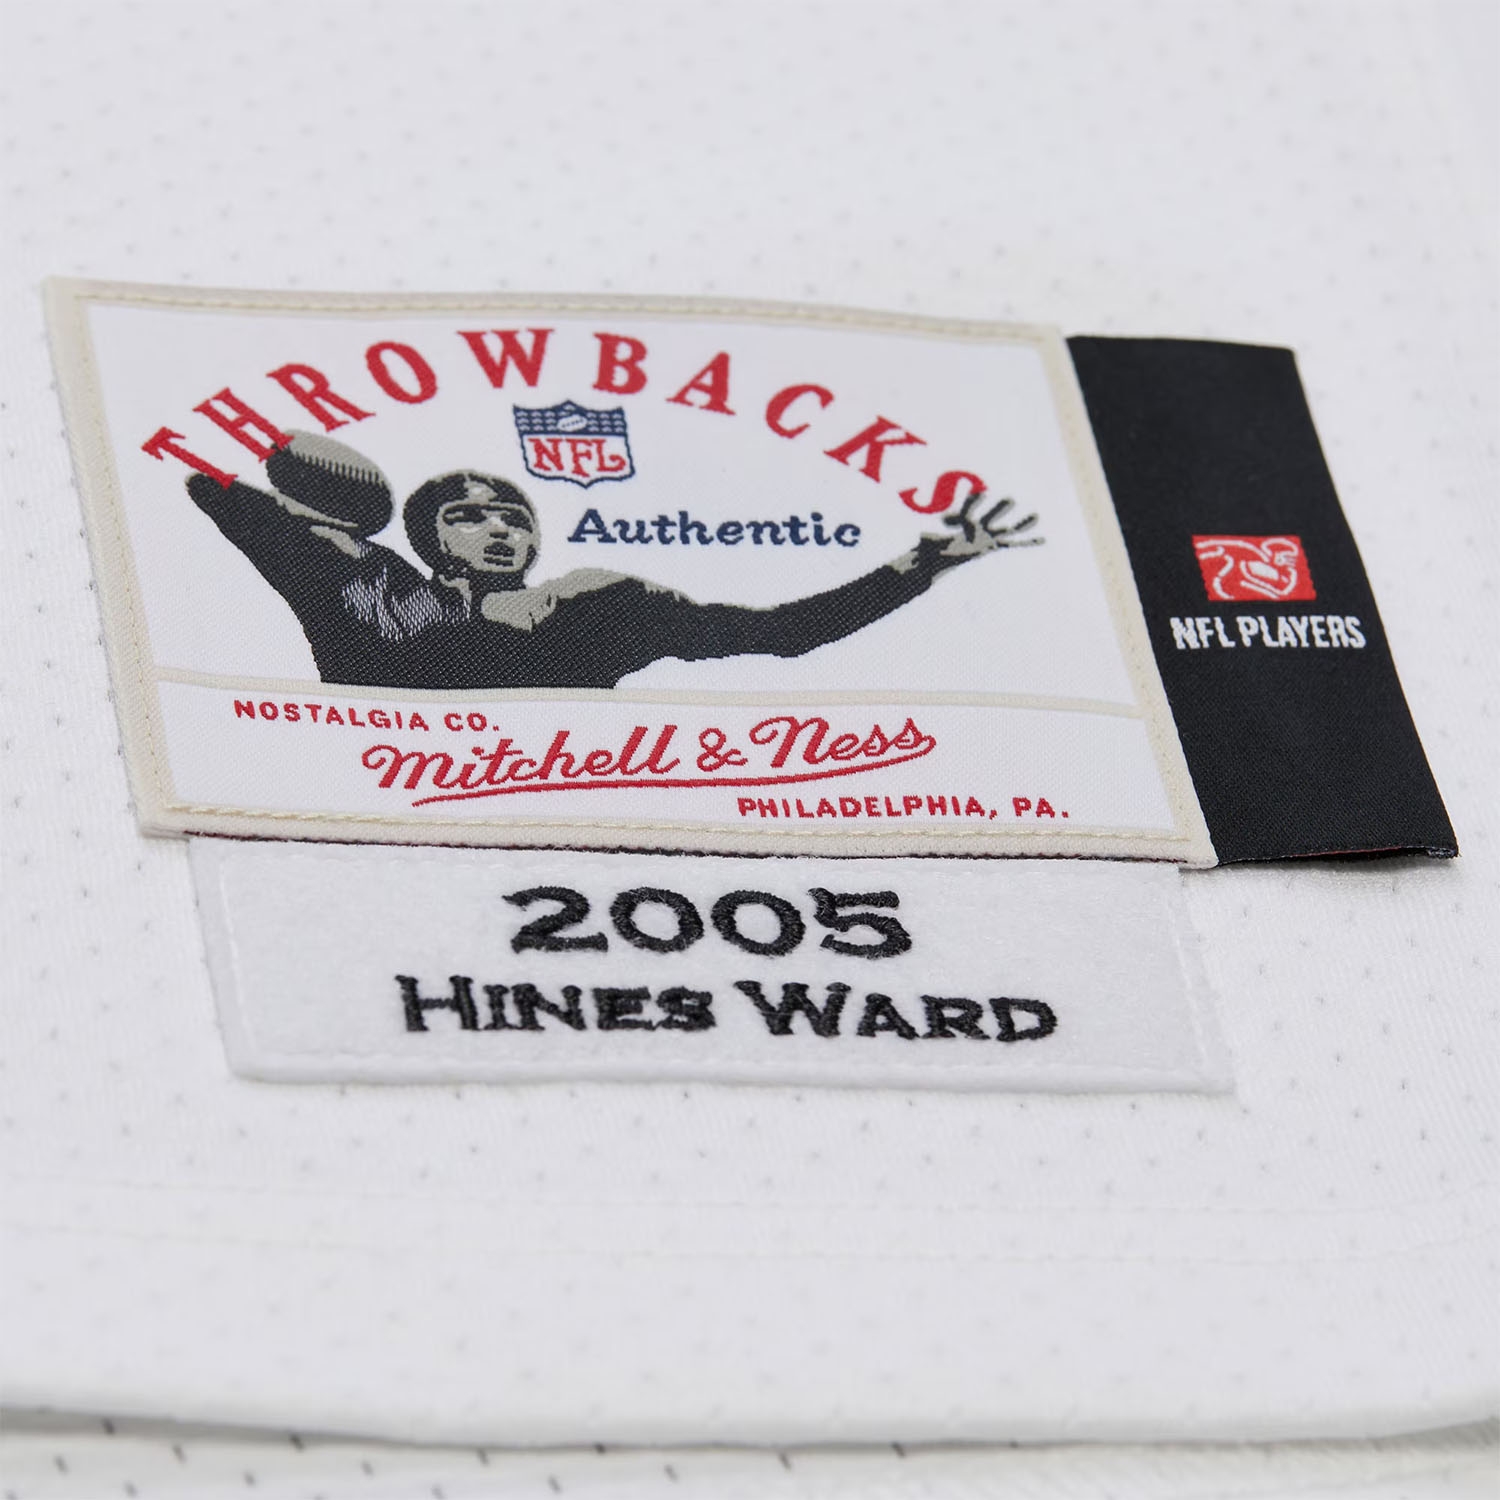 THROWBACKS
NFL
Authentic
NOSTALGIA CO.
Mitchell & Ness
PHILADELPHIA, PA.
NFL PLAYERS
2005
HINES WARD